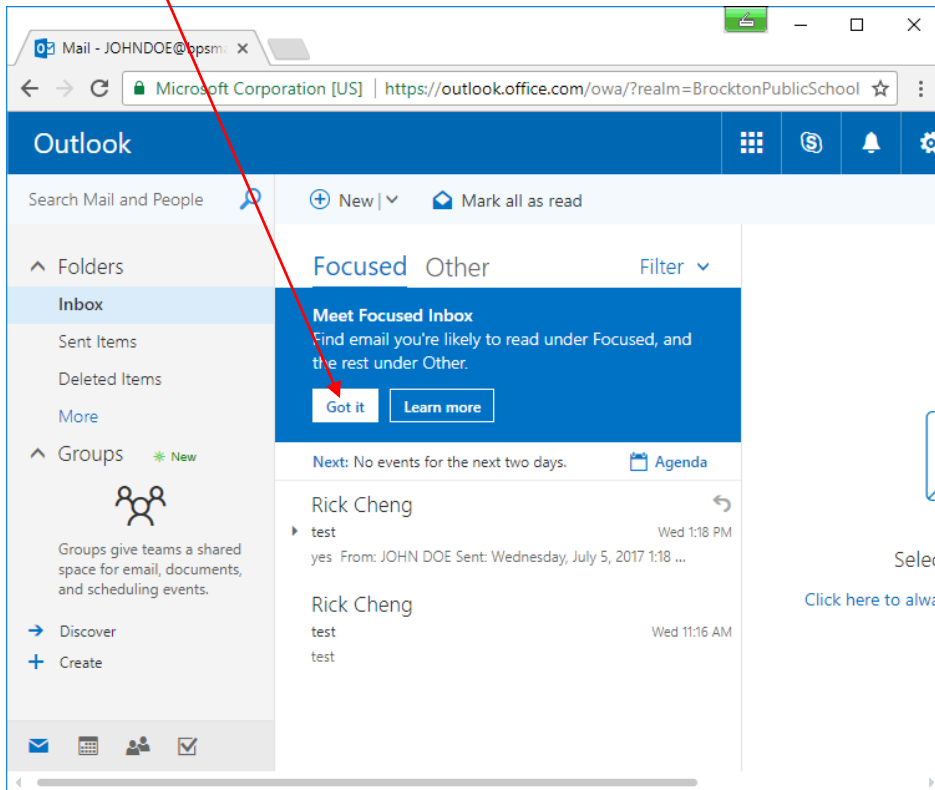 Mail - JOHNDOE@bpsm
Microsoft Corporation [US] | https://outlook.office.com/owa/?realm=BrocktonPublicSchool
Outlook
Search Mail and People
New
Mark all as read
Folders
Inbox
Sent Items
Deleted Items
More
Groups
New
Groups give teams a shared
space for email, documents,
and scheduling events.
Discover
Create
Focused Other
Filter
Meet Focused Inbox
Find email you're likely to read under Focused, and
the rest under Other.
Got it
Learn more
Next: No events for the next two days.
Agenda
Rick Cheng
test
Wed 1:18 PM
yes From: JOHN DOE Sent: Wednesday, July 5, 2017 1:18 ...
Rick Cheng
test
Wed 11:16 AM
test
Selec
Click here to alwa